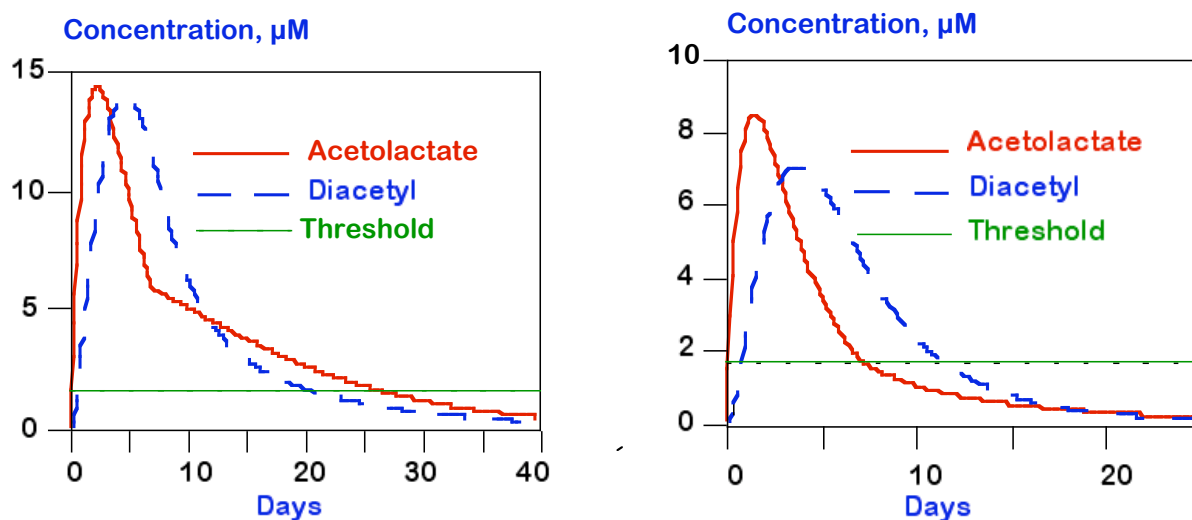 Concentration, µM
15
10
5
0
Acetolactate
Diacetyl
Threshold
0 10 20 30 40
Days
Concentration, µM
10
8
6
4
2
0
Acetolactate
Diacetyl
Threshold
0 10 20
Days